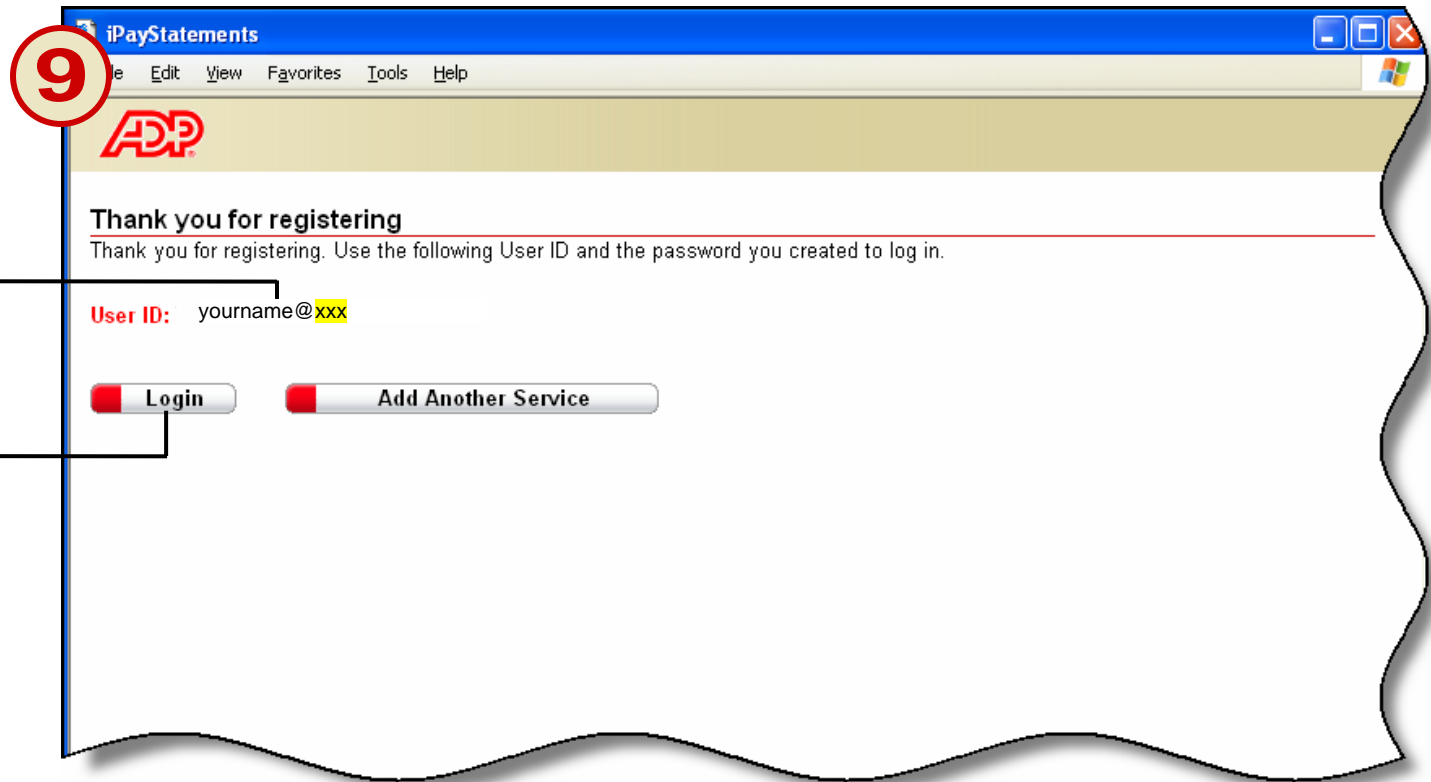 iPayStatements
9
le Edit View Favorites Tools Help
ADP
Thank you for registering
Thank you for registering. Use the following User ID and the password you created to log in.
User ID: yourname@xxx
Login Add Another Service